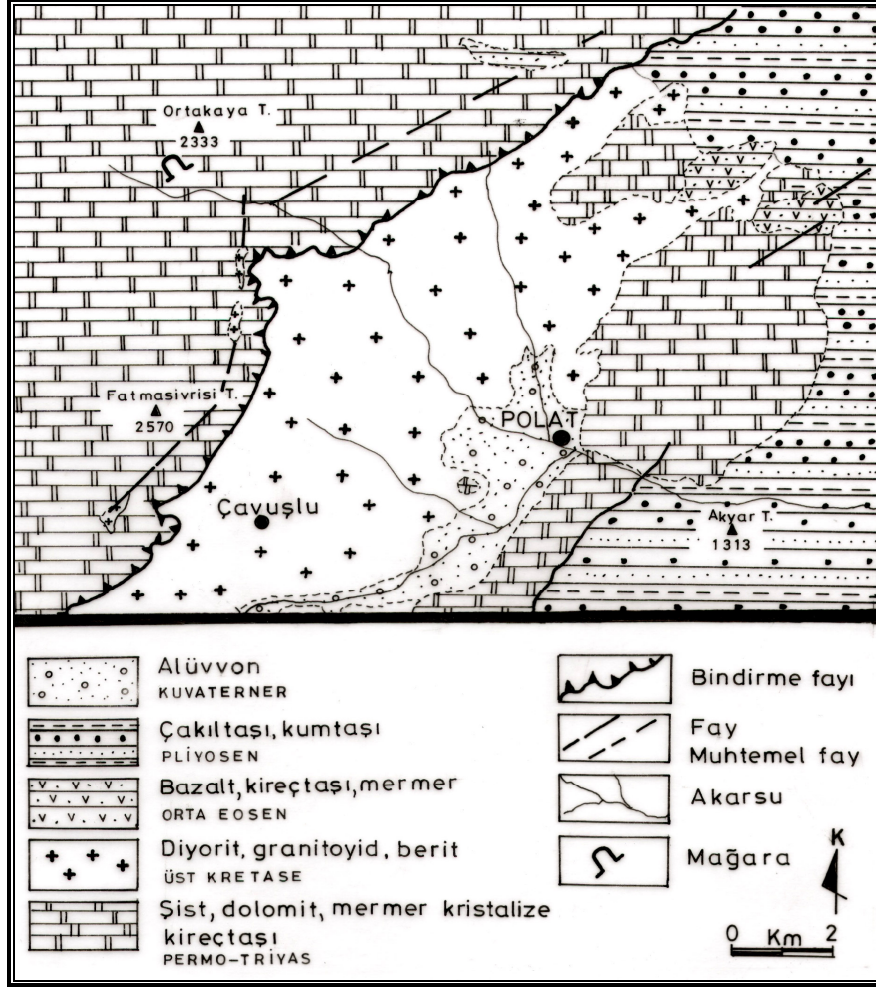 Ortakaya T.
2333
Fatmasivrisi T.
2570
POLAT
Çavuşlu
Akyar T.
1313
Alüvvon
KUVATERNER
Çakıltaşı, kumtaşı
PLİYOSEN
Bazalt, kireçtaşı, mermer
ORTA EOSEN
Diyorit, granitoyid, berit
ÜST KRETASE
Şist, dolomit, mermer kristalize
kireçtaşı
PERMO-TRİYAS
Bindirme fayı
Fay
Muhtemel fay
Akarsu
Mağara
K
0 Km 2